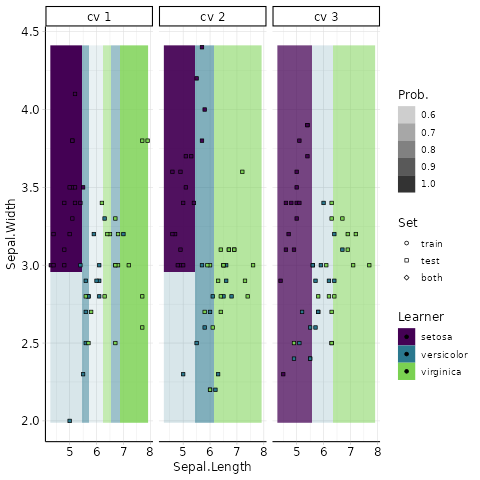 cv 1 cv 2 cv 3
4.5
4.0
3.5
3.0
2.5
2.0
Sepal.Width
5 6 7 8 5 6 7 8 5 6 7 8
Sepal.Length
Prob.
0.6
0.7
0.8
0.9
1.0
Set
train
test
both
Learner
setosa
versicolor
virginica